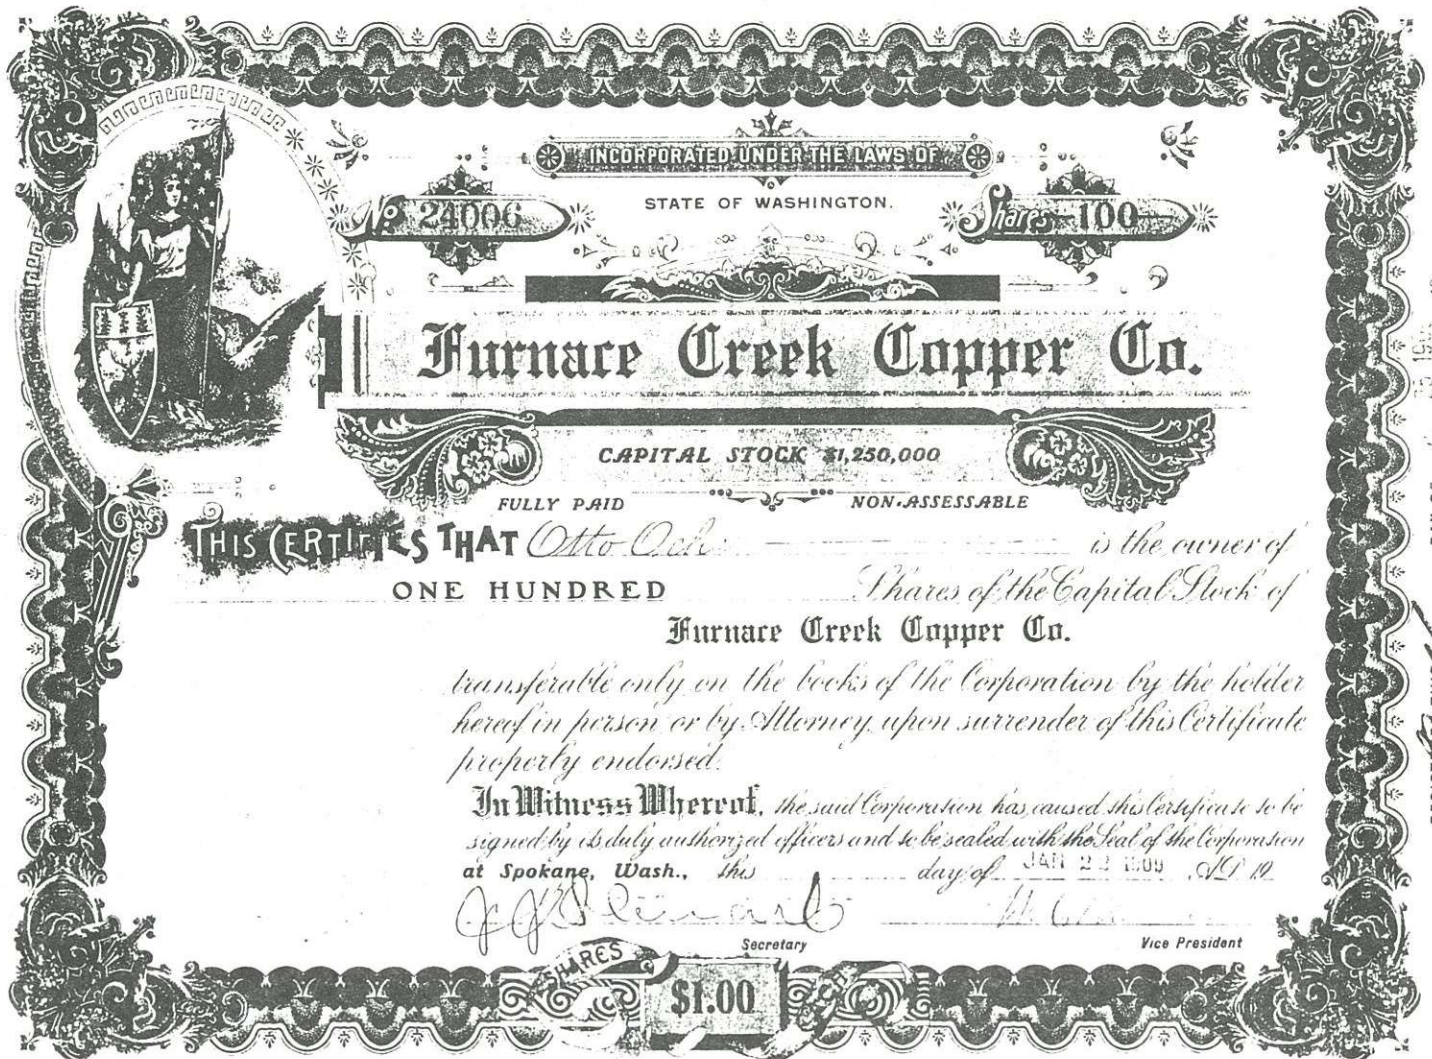 INCORPORATED UNDER THE LAWS OF
STATE OF WASHINGTON.
No 24006
Shares 100
Furnace Creek Copper Co.
CAPITAL STOCK $1,250,000
FULLY PAID NON-ASSESSABLE
THIS CERTIFIES THAT Otto is the owner of
ONE HUNDRED Shares of the Capital Stock of
Furnace Creek Copper Co.
transferable only on the books of the Corporation by the holder
hereof in person or by Attorney, upon surrender of this Certificate
properly endorsed.
In Witness Whereof, the said Corporation has caused this Certificate to be
signed by its duly authorized officers and to be sealed with the Seal of the Corporation
at Spokane, Wash., this day of JAN 1909 A.D. 19
Secretary Vice President
SHARES
$1.00